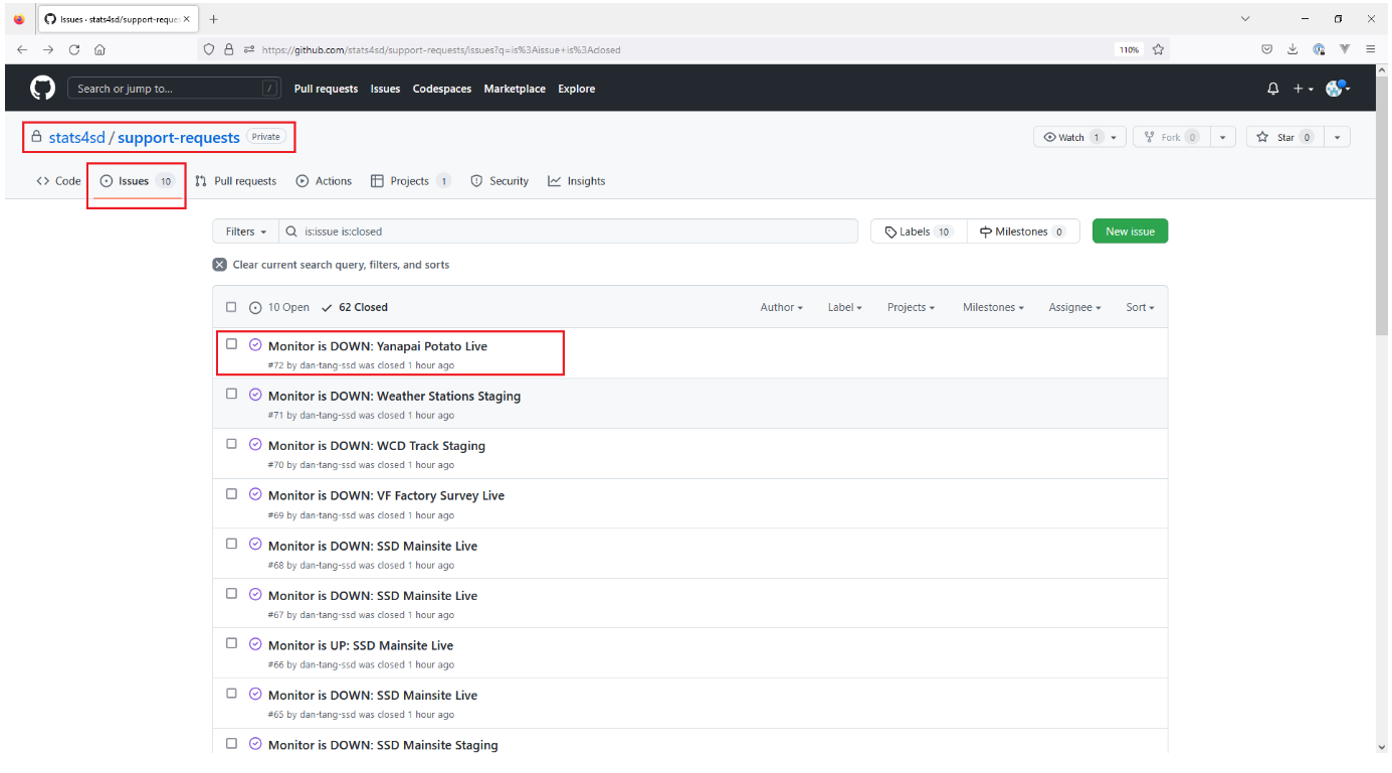 Issues - stats4sd/support-reques
https://github.com/stats4sd/support-requests/issues?q=is%3Aissue+is%3Aclosed 110%
Search or jump to... / Pull requests Issues Codespaces Marketplace Explore
stats4sd / support-requests Private Watch 1 Fork 0 Star 0
Code Issues 10 Pull requests Actions Projects 1 Security Insights
Filters is:issue is:closed Labels 10 Milestones 0 New issue
Clear current search query, filters, and sorts
10 Open 62 Closed Author Label Projects Milestones Assignee Sort
Monitor is DOWN: Yanapai Potato Live
#72 by dan-tang-ssd was closed 1 hour ago
Monitor is DOWN: Weather Stations Staging
#71 by dan-tang-ssd was closed 1 hour ago
Monitor is DOWN: WCD Track Staging
#70 by dan-tang-ssd was closed 1 hour ago
Monitor is DOWN: VF Factory Survey Live
#69 by dan-tang-ssd was closed 1 hour ago
Monitor is DOWN: SSD Mainsite Live
#68 by dan-tang-ssd was closed 1 hour ago
Monitor is DOWN: SSD Mainsite Live
#67 by dan-tang-ssd was closed 1 hour ago
Monitor is UP: SSD Mainsite Live
#66 by dan-tang-ssd was closed 1 hour ago
Monitor is DOWN: SSD Mainsite Live
#65 by dan-tang-ssd was closed 1 hour ago
Monitor is DOWN: SSD Mainsite Staging